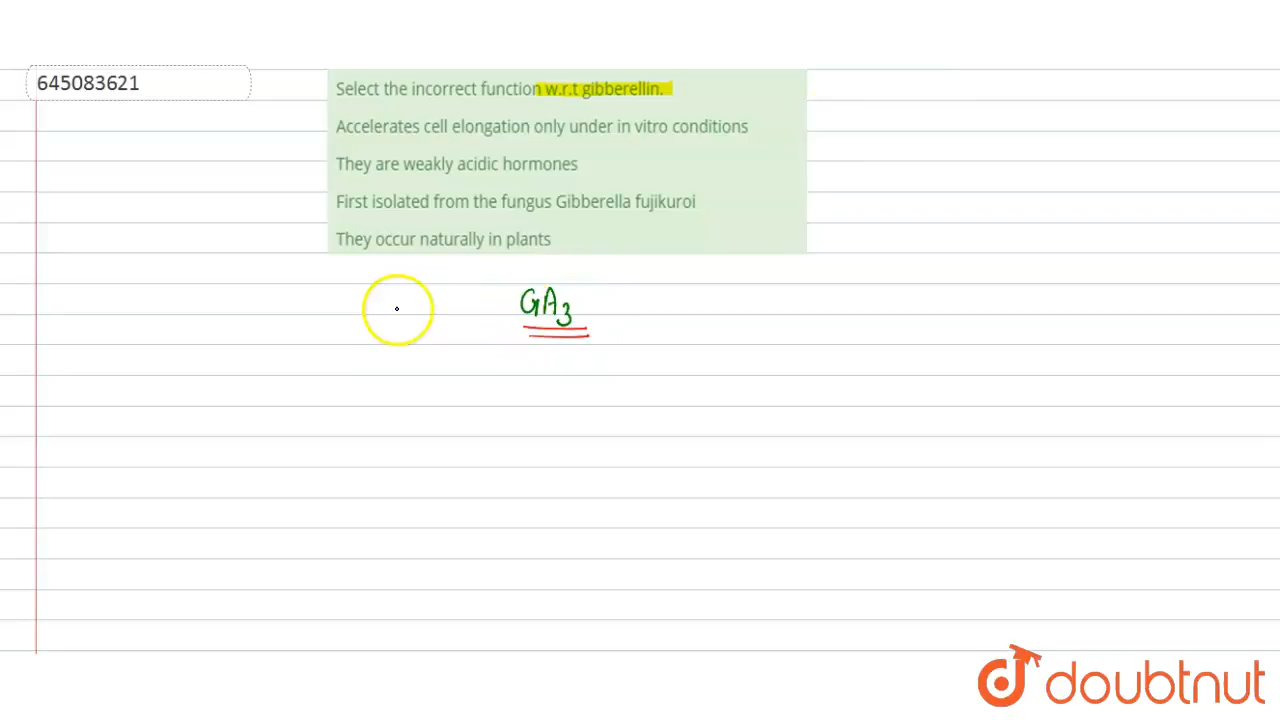 645083621
Select the incorrect function w.r.t gibberellin.
Accelerates cell elongation only under in vitro conditions
They are weakly acidic hormones
First isolated from the fungus Gibberella fujikuroi
They occur naturally in plants
GA3
doubtnut